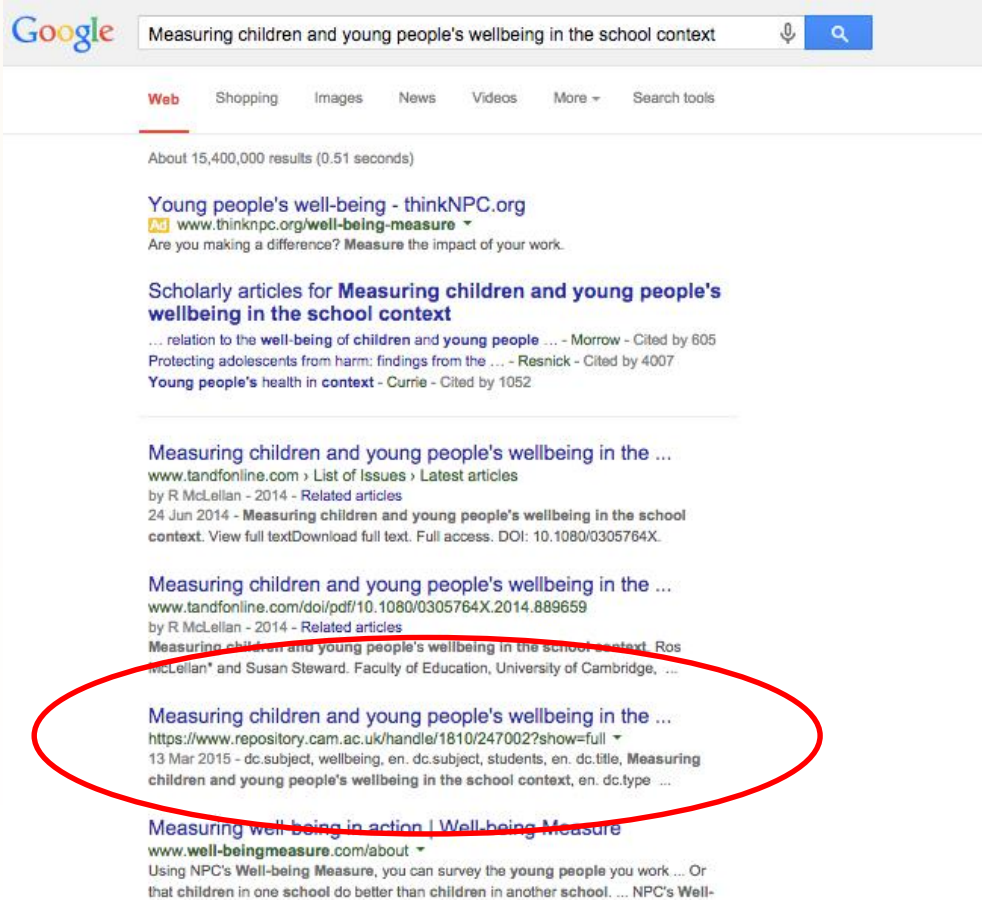 Google Measuring children and young people's wellbeing in the school context
Web Shopping Images News Videos More Search tools
About 15,400,000 results (0.51 seconds)
Young people's well-being - thinkNPC.org
Ad www.thinknpc.org/well-being-measure
Are you making a difference? Measure the impact of your work.
Scholarly articles for Measuring children and young people's
wellbeing in the school context
... relation to the well-being of children and young people ... - Morrow - Cited by 605
Protecting adolescents from harm: findings from the ... - Resnick - Cited by 4007
Young people's health in context - Currie - Cited by 1052
Measuring children and young people's wellbeing in the ...
www.tandfonline.com › List of Issues › Latest articles
by R McLellan - 2014 - Related articles
24 Jun 2014 - Measuring children and young people's wellbeing in the school
context. View full textDownload full text. Full access. DOI: 10.1080/0305764X.
Measuring children and young people's wellbeing in the ...
www.tandfonline.com/doi/pdf/10.1080/0305764X.2014.889659
by R McLellan - 2014 - Related articles
Measuring children and young people's wellbeing in the school context. Ros
McLellan* and Susan Steward. Faculty of Education, University of Cambridge, ...
Measuring children and young people's wellbeing in the ...
https://www.repository.cam.ac.uk/handle/1810/247002?show=full
13 Mar 2015 - dc.subject, wellbeing, en. dc.subject, students, en. dc.title, Measuring
children and young people's wellbeing in the school context, en. dc.type ...
Measuring well-being in action | Well-being Measure
www.well-beingmeasure.com/about
Using NPC's Well-being Measure, you can survey the young people you work ... Or
that children in one school do better than children in another school. ... NPC's Well-